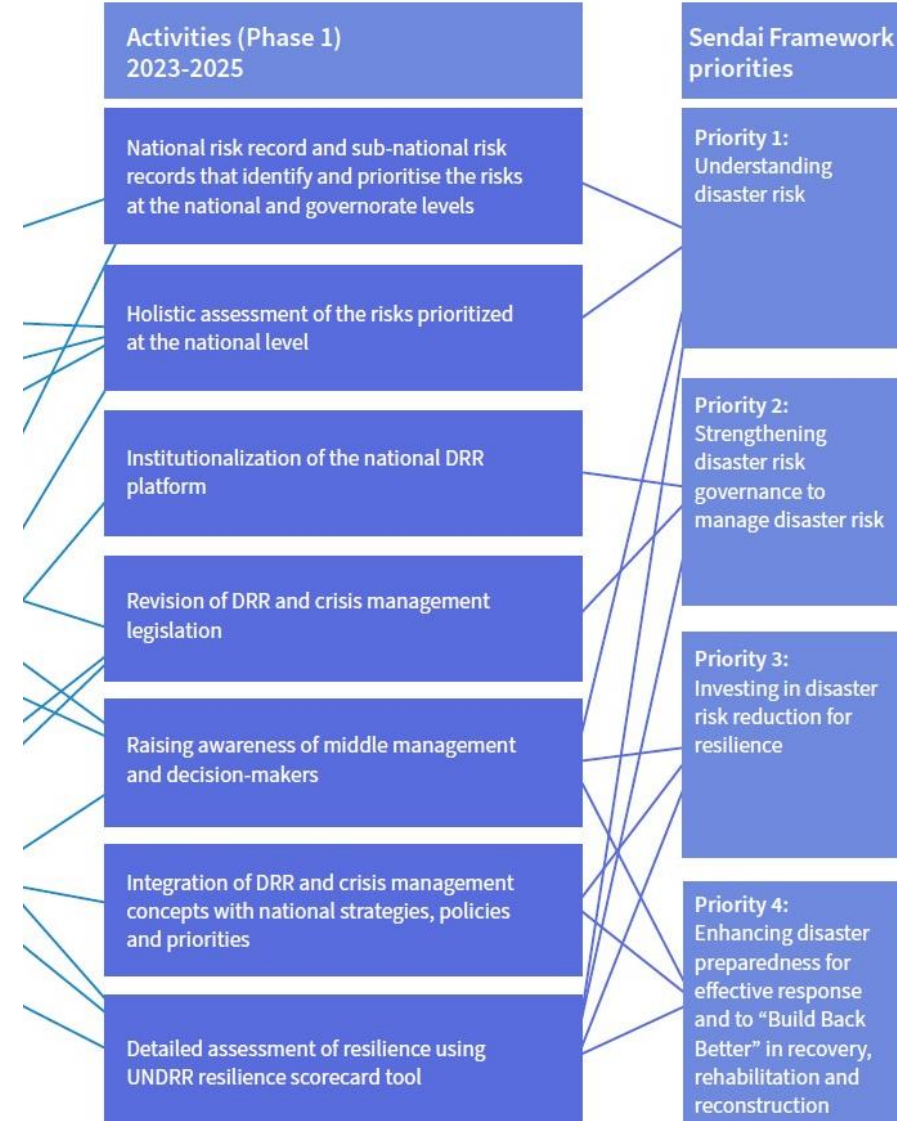 Activities (Phase 1)
2023-2025
National risk record and sub-national risk
records that identify and prioritise the risks
at the national and governorate levels
Holistic assessment of the risks prioritized
at the national level
Institutionalization of the national DRR
platform
Revision of DRR and crisis management
legislation
Raising awareness of middle management
and decision-makers
Integration of DRR and crisis management
concepts with national strategies, policies
and priorities
Detailed assessment of resilience using
UNDRR resilience scorecard tool
Sendai Framework
priorities
Priority 1:
Understanding
disaster risk
Priority 2:
Strengthening
disaster risk
governance to
manage disaster risk
Priority 3:
Investing in disaster
risk reduction for
resilience
Priority 4:
Enhancing disaster
preparedness for
effective response
and to “Build Back
Better” in recovery,
rehabilitation and
reconstruction